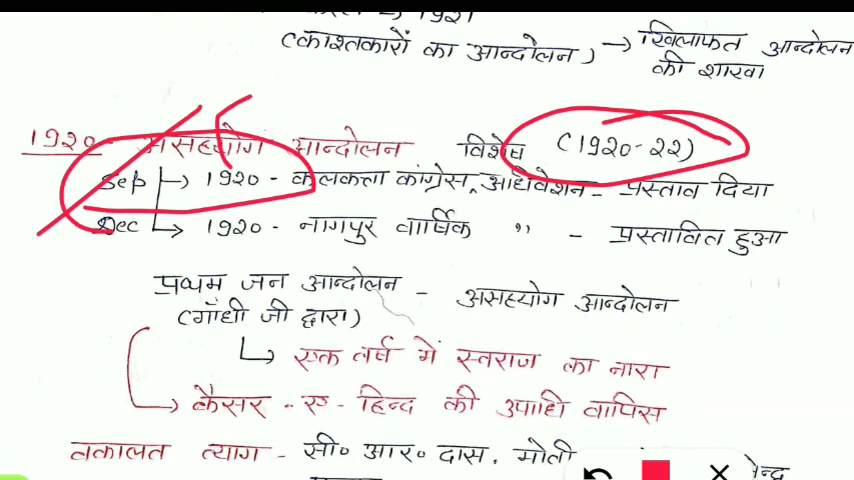 1921
(काश्तकारों का आन्दोलन) → खिलाफत आन्दोलन की शाखा
1920 - असहयोग आन्दोलन (1920-22)
Sep → 1920 - कलकत्ता कांग्रेस विशेष अधिवेशन - प्रस्ताव दिया
Dec → 1920 - नागपुर वार्षिक " - प्रस्तावित हुआ
प्रथम जन आन्दोलन - असहयोग आन्दोलन
(गाँधी जी द्वारा)
↳ एक वर्ष में स्वराज का नारा
→ कैसर - ए - हिन्द की उपाधि वापिस
वकालत त्याग - सी० आर० दास, मोती